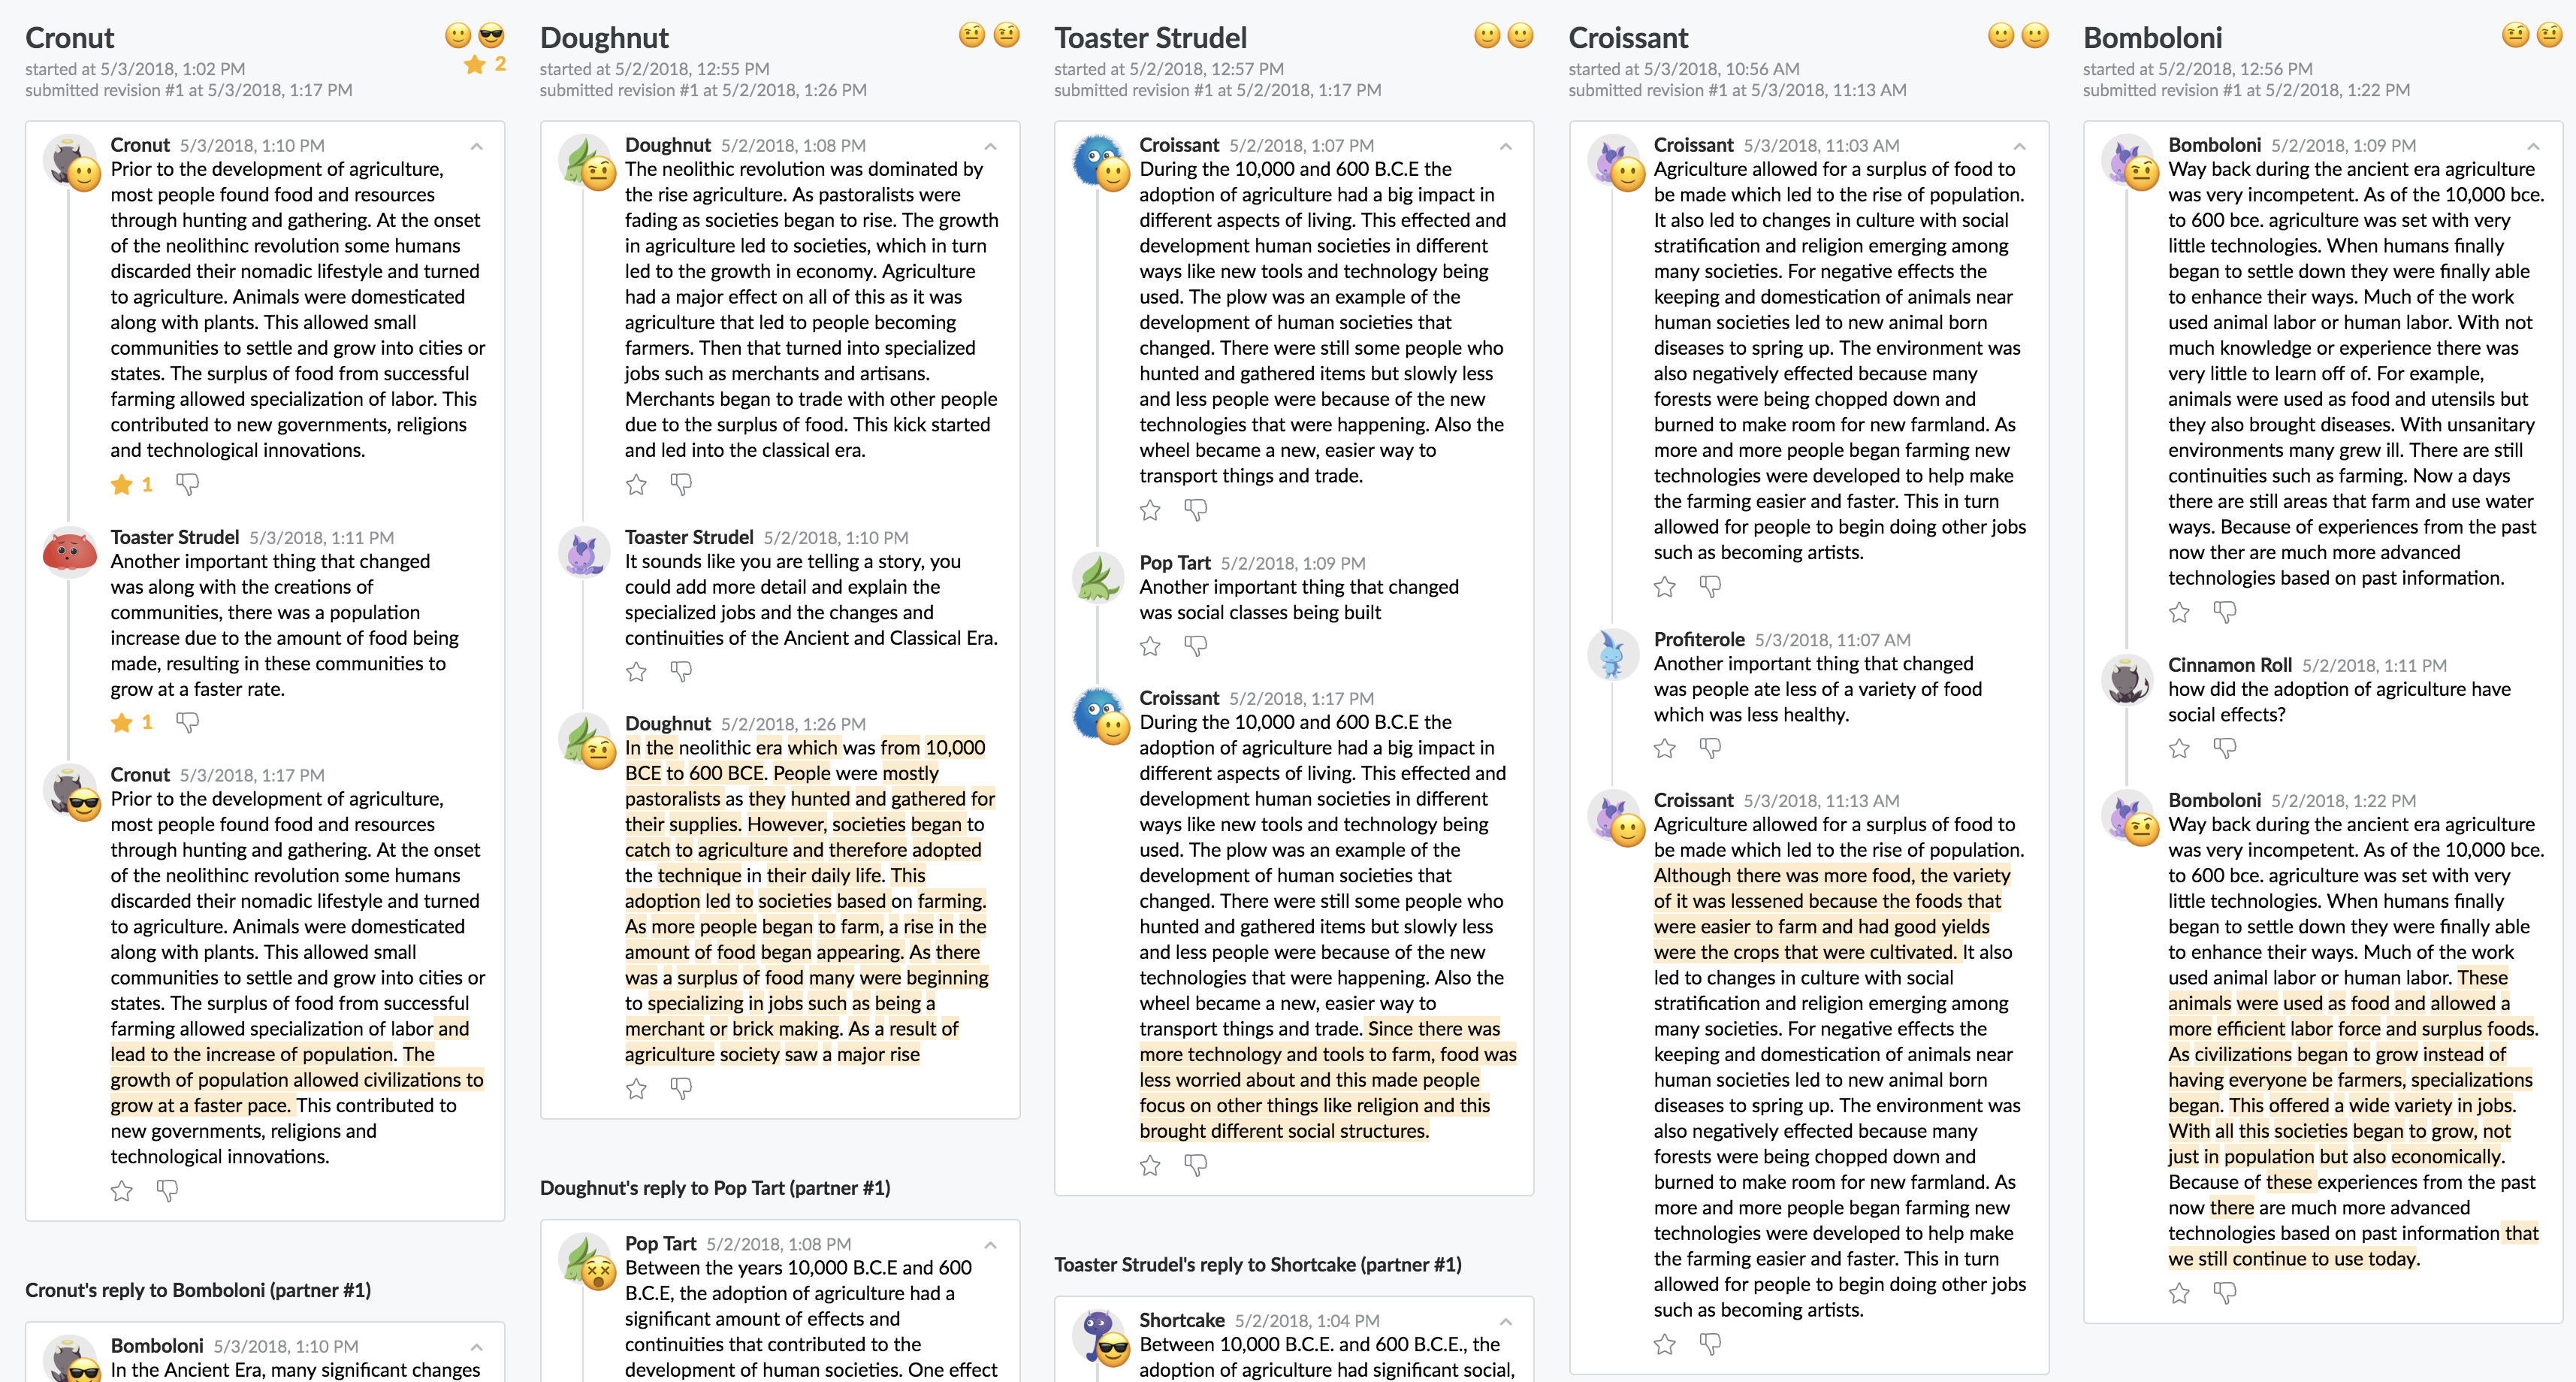 Cronut
started at 5/3/2018, 1:02 PM
2
submitted revision #1 at 5/3/2018, 1:17 PM
Cronut 5/3/2018, 1:10 PM
Prior to the development of agriculture,
most people found food and resources
through hunting and gathering. At the onset
of the neolithinc revolution some humans
discarded their nomadic lifestyle and turned
to agriculture. Animals were domesticated
along with plants. This allowed small
communities to settle and grow into cities or
states. The surplus of food from successful
farming allowed specialization of labor. This
contributed to new governments, religions
and technological innovations.
1
Toaster Strudel 5/3/2018, 1:11 PM
Another important thing that changed
was along with the creations of
communities, there was a population
increase due to the amount of food being
made, resulting in these communities to
grow at a faster rate.
1
Cronut 5/3/2018, 1:17 PM
Prior to the development of agriculture,
most people found food and resources
through hunting and gathering. At the onset
of the neolithinc revolution some humans
discarded their nomadic lifestyle and turned
to agriculture. Animals were domesticated
along with plants. This allowed small
communities to settle and grow into cities or
states. The surplus of food from successful
farming allowed specialization of labor and
lead to the increase of population. The
growth of population allowed civilizations to
grow at a faster pace. This contributed to
new governments, religions and
technological innovations.
Cronut's reply to Bomboloni (partner #1)
Bomboloni 5/3/2018, 1:10 PM
In the Ancient Era, many significant changes
Doughnut
started at 5/2/2018, 12:55 PM
submitted revision #1 at 5/2/2018, 1:26 PM
Doughnut 5/2/2018, 1:08 PM
The neolithic revolution was dominated by
the rise agriculture. As pastoralists were
fading as societies began to rise. The growth
in agriculture led to societies, which in turn
led to the growth in economy. Agriculture
had a major effect on all of this as it was
agriculture that led to people becoming
farmers. Then that turned into specialized
jobs such as merchants and artisans.
Merchants began to trade with other people
due to the surplus of food. This kick started
and led into the classical era.
Toaster Strudel 5/2/2018, 1:10 PM
It sounds like you are telling a story, you
could add more detail and explain the
specialized jobs and the changes and
continuities of the Ancient and Classical Era.
Doughnut 5/2/2018, 1:26 PM
In the neolithic era which was from 10,000
BCE to 600 BCE. People were mostly
pastoralists as they hunted and gathered for
their supplies. However, societies began to
catch to agriculture and therefore adopted
the technique in their daily life. This
adoption led to societies based on farming.
As more people began to farm, a rise in the
amount of food began appearing. As there
was a surplus of food many were beginning
to specializing in jobs such as being a
merchant or brick making. As a result of
agriculture society saw a major rise
Doughnut's reply to Pop Tart (partner #1)
Pop Tart 5/2/2018, 1:08 PM
Between the years 10,000 B.C.E and 600
B.C.E, the adoption of agriculture had a
significant amount of effects and
continuities that contributed to the
development of human societies. One effect
Toaster Strudel
started at 5/2/2018, 12:57 PM
submitted revision #1 at 5/2/2018, 1:17 PM
Croissant 5/2/2018, 1:07 PM
During the 10,000 and 600 B.C.E the
adoption of agriculture had a big impact in
different aspects of living. This effected and
development human societies in different
ways like new tools and technology being
used. The plow was an example of the
development of human societies that
changed. There were still some people who
hunted and gathered items but slowly less
and less people were because of the new
technologies that were happening. Also the
wheel became a new, easier way to
transport things and trade.
Pop Tart 5/2/2018, 1:09 PM
Another important thing that changed
was social classes being built
Croissant 5/2/2018, 1:17 PM
During the 10,000 and 600 B.C.E the
adoption of agriculture had a big impact in
different aspects of living. This effected and
development human societies in different
ways like new tools and technology being
used. The plow was an example of the
development of human societies that
changed. There were still some people who
hunted and gathered items but slowly less
and less people were because of the new
technologies that were happening. Also the
wheel became a new, easier way to
transport things and trade. Since there was
more technology and tools to farm, food was
less worried about and this made people
focus on other things like religion and this
brought different social structures.
Toaster Strudel's reply to Shortcake (partner #1)
Shortcake 5/2/2018, 1:04 PM
Between 10,000 B.C.E. and 600 B.C.E., the
adoption of agriculture had significant social,
Croissant
started at 5/3/2018, 10:56 AM
submitted revision #1 at 5/3/2018, 11:13 AM
Croissant 5/3/2018, 11:03 AM
Agriculture allowed for a surplus of food to
be made which led to the rise of population.
It also led to changes in culture with social
stratification and religion emerging among
many societies. For negative effects the
keeping and domestication of animals near
human societies led to new animal born
diseases to spring up. The environment was
also negatively effected because many
forests were being chopped down and
burned to make room for new farmland. As
more and more people began farming new
technologies were developed to help make
the farming easier and faster. This in turn
allowed for people to begin doing other jobs
such as becoming artists.
Profiterole 5/3/2018, 11:07 AM
Another important thing that changed
was people ate less of a variety of food
which was less healthy.
Croissant 5/3/2018, 11:13 AM
Agriculture allowed for a surplus of food to
be made which led to the rise of population.
Although there was more food, the variety
of it was lessened because the foods that
were easier to farm and had good yields
were the crops that were cultivated. It also
led to changes in culture with social
stratification and religion emerging among
many societies. For negative effects the
keeping and domestication of animals near
human societies led to new animal born
diseases to spring up. The environment was
also negatively effected because many
forests were being chopped down and
burned to make room for new farmland. As
more and more people began farming new
technologies were developed to help make
the farming easier and faster. This in turn
allowed for people to begin doing other jobs
such as becoming artists.
Bomboloni
started at 5/2/2018, 12:56 PM
submitted revision #1 at 5/2/2018, 1:22 PM
Bomboloni 5/2/2018, 1:09 PM
Way back during the ancient era agriculture
was very incompetent. As of the 10,000 bce.
to 600 bce. agriculture was set with very
little technologies. When humans finally
began to settle down they were finally able
to enhance their ways. Much of the work
used animal labor or human labor. With not
much knowledge or experience there was
very little to learn off of. For example,
animals were used as food and utensils but
they also brought diseases. With unsanitary
environments many grew ill. There are still
continuities such as farming. Now a days
there are still areas that farm and use water
ways. Because of experiences from the past
now ther are much more advanced
technologies based on past information.
Cinnamon Roll 5/2/2018, 1:11 PM
how did the adoption of agriculture have
social effects?
Bomboloni 5/2/2018, 1:22 PM
Way back during the ancient era agriculture
was very incompetent. As of the 10,000 bce.
to 600 bce. agriculture was set with very
little technologies. When humans finally
began to settle down they were finally able
to enhance their ways. Much of the work
used animal labor or human labor. These
animals were used as food and allowed a
more efficient labor force and surplus foods.
As civilizations began to grow instead of
having everyone be farmers, specializations
began. This offered a wide variety in jobs.
With all this societies began to grow, not
just in population but also economically.
Because of these experiences from the past
now there are much more advanced
technologies based on past information that
we still continue to use today.